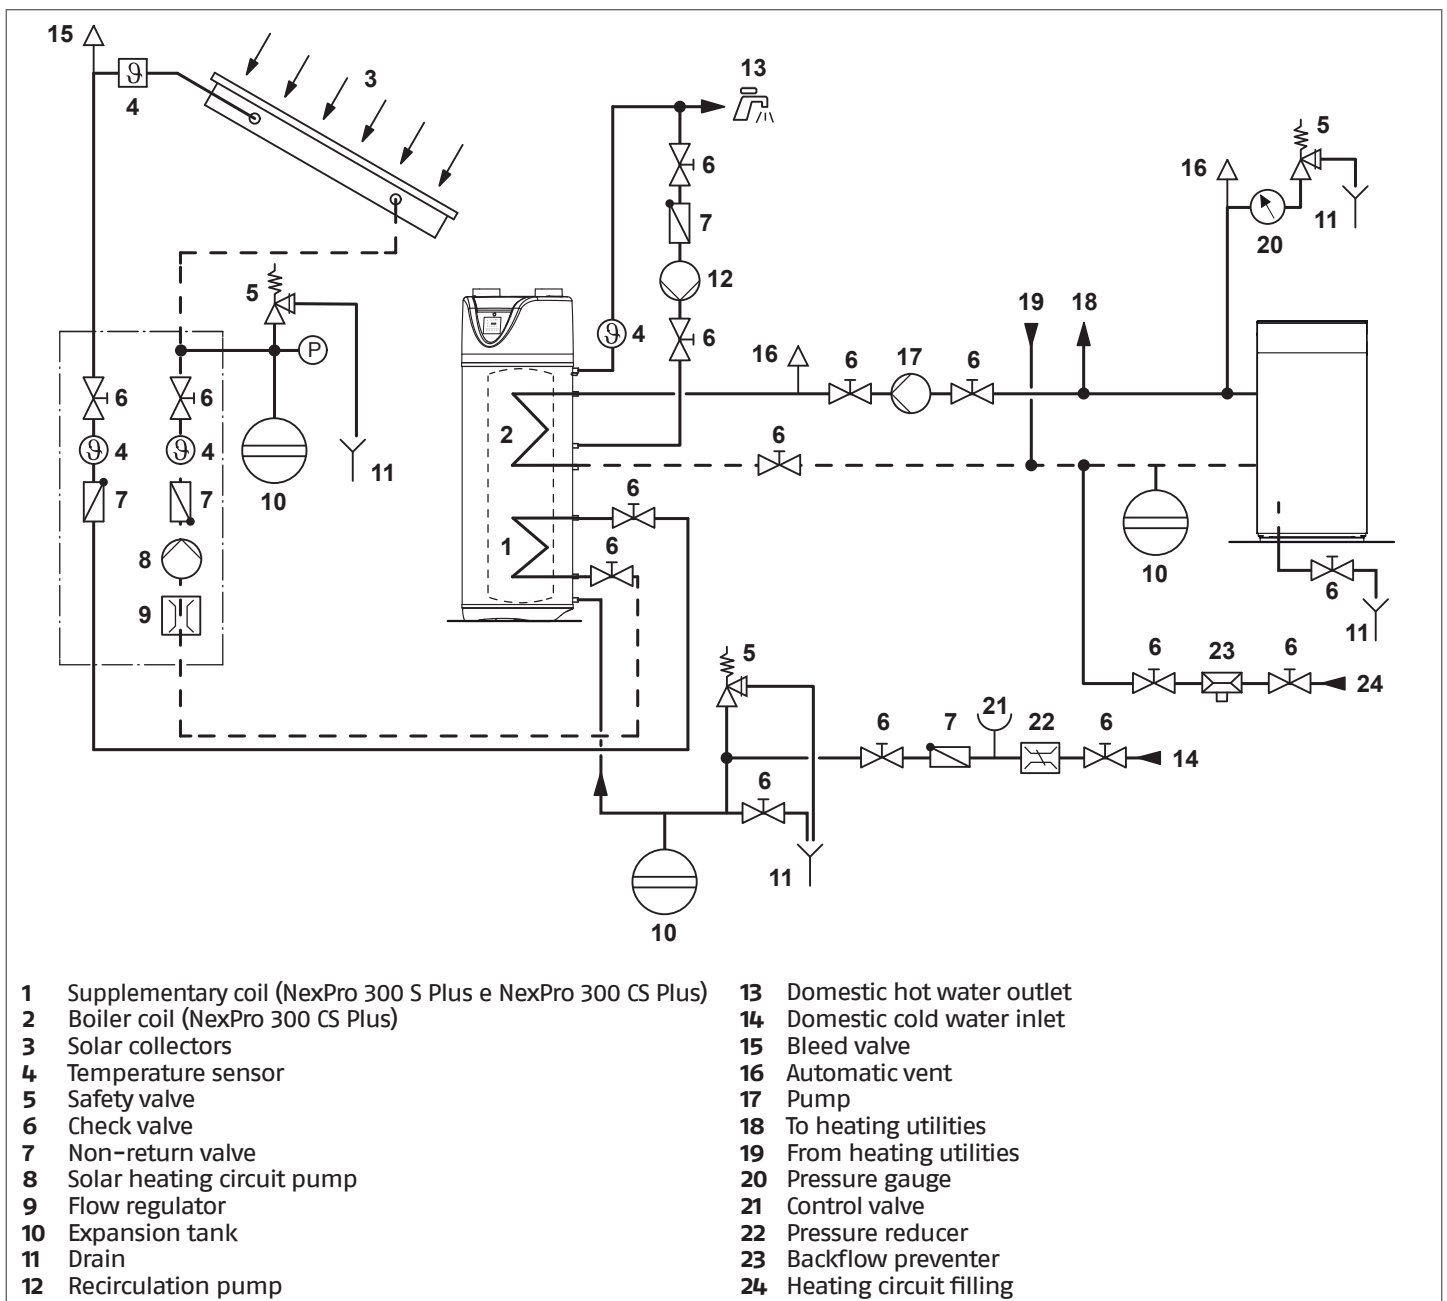 15
3
4
13
5
16
6
11
20
7
12
5
19
18
4
6
16
6
17
6
6
6
2
6
4
4
11
10
7
7
6
1
6
10
8
6
9
11
5
6
23
6
24
21
6
7
22
6
14
6
11
10
P
1 Supplementary coil (NexPro 300 S Plus e NexPro 300 CS Plus)
2 Boiler coil (NexPro 300 CS Plus)
3 Solar collectors
4 Temperature sensor
5 Safety valve
6 Check valve
7 Non-return valve
8 Solar heating circuit pump
9 Flow regulator
10 Expansion tank
11 Drain
12 Recirculation pump
13 Domestic hot water outlet
14 Domestic cold water inlet
15 Bleed valve
16 Automatic vent
17 Pump
18 To heating utilities
19 From heating utilities
20 Pressure gauge
21 Control valve
22 Pressure reducer
23 Backflow preventer
24 Heating circuit filling